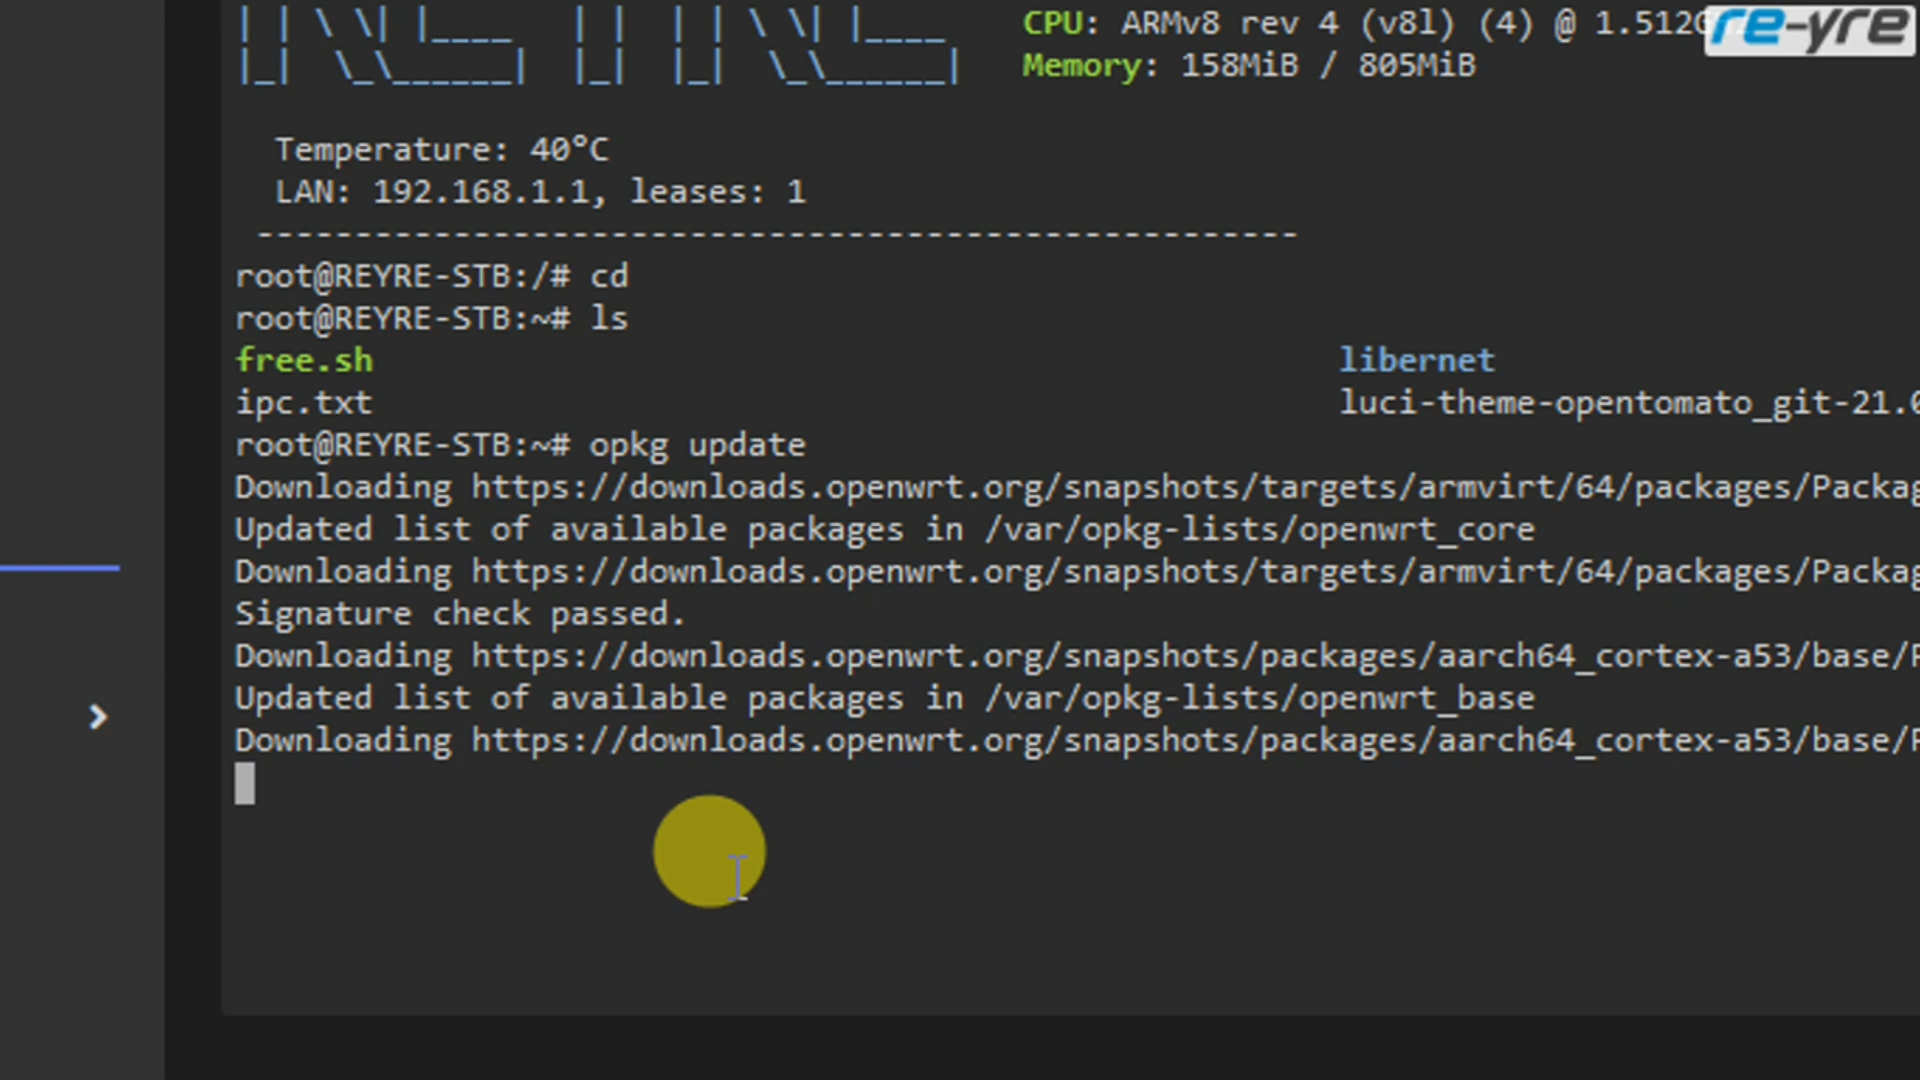 CPU: ARMv8 rev 4 (v8l) (4) @ 1.512G
re-yre
Memory: 158MiB / 805MiB
Temperature: 40°C
LAN: 192.168.1.1, leases: 1
-----------------------------------------------------
root@REYRE-STB:/# cd
root@REYRE-STB:~# ls
free.sh libernet
ipc.txt luci-theme-opentomato_git-21.0
root@REYRE-STB:~# opkg update
Downloading https://downloads.openwrt.org/snapshots/targets/armvirt/64/packages/Packag
Updated list of available packages in /var/opkg-lists/openwrt_core
Downloading https://downloads.openwrt.org/snapshots/targets/armvirt/64/packages/Packag
Signature check passed.
Downloading https://downloads.openwrt.org/snapshots/packages/aarch64_cortex-a53/base/P
Updated list of available packages in /var/opkg-lists/openwrt_base
Downloading https://downloads.openwrt.org/snapshots/packages/aarch64_cortex-a53/base/P